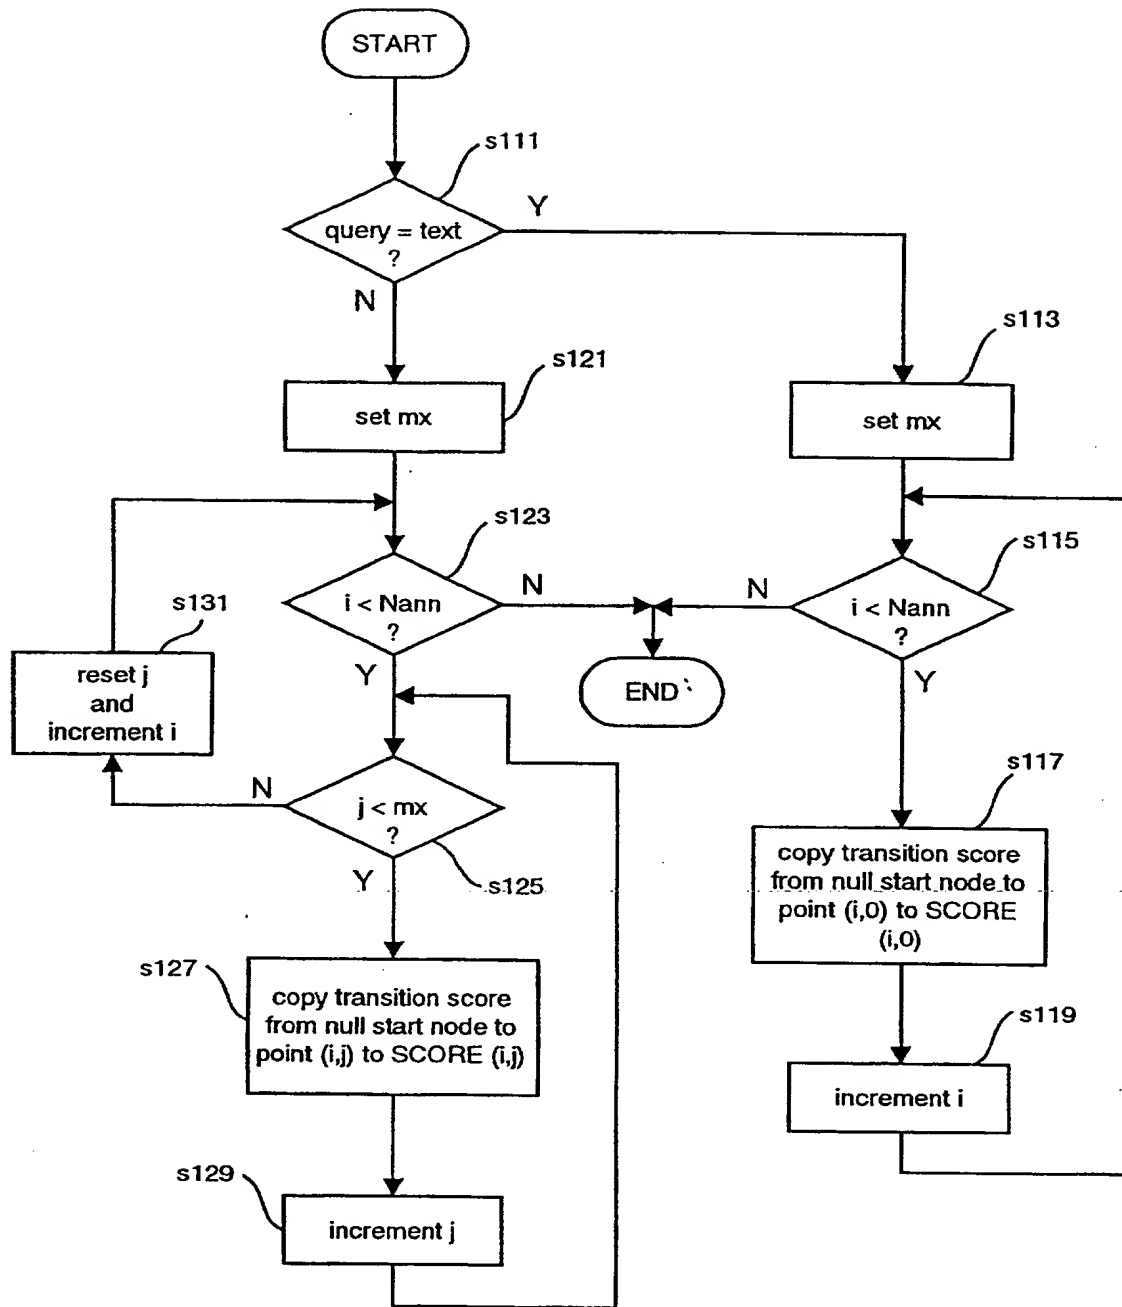 START
s111
query = text
?
Y
N
s113
s121
set mx
set mx
s123
s115
i < Nann
?
N
Y
N
i < Nann
?
Y
s131
reset j
and
increment i
END
N
j < mx
?
Y
s125
s117
copy transition score
from null start node to
point (i,0) to SCORE
(i,0)
s127
copy transition score
from null start node to
point (i,j) to SCORE (i,j)
s119
increment i
s129
increment j